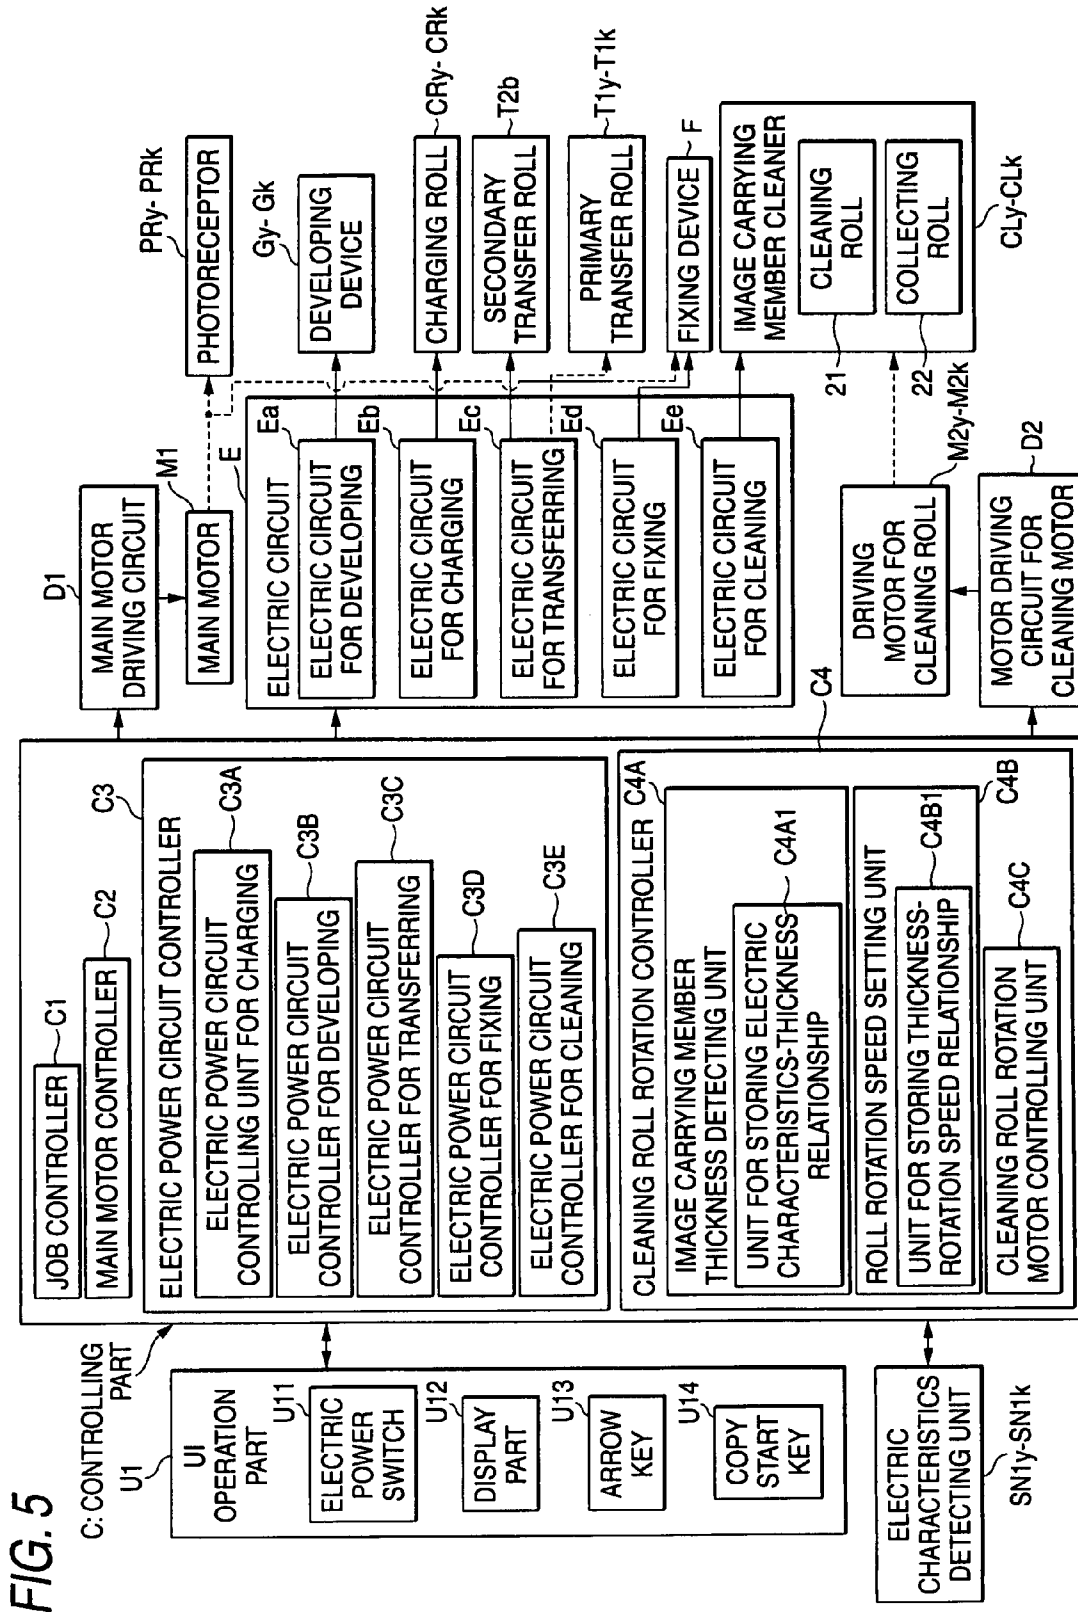 FIG. 5
C: CONTROLLING
PART
U1
UI
OPERATION
PART
U11
ELECTRIC
POWER
SWITCH
U12
DISPLAY
PART
U13
ARROW
KEY
U14
COPY
START
KEY
ELECTRIC
CHARACTERISTICS
DETECTING UNIT
SN1y-SN1k
JOB CONTROLLER
C1
MAIN MOTOR CONTROLLER
C2
C3
ELECTRIC POWER CIRCUIT CONTROLLER
ELECTRIC POWER CIRCUIT
CONTROLLING UINT FOR CHARGING
C3A
ELECTRIC POWER CIRCUIT
CONTROLLER FOR DEVELOPING
C3B
ELECTRIC POWER CIRCUIT
CONTROLLER FOR TRANSFERRING
C3C
ELECTRIC POWER CIRCUIT
CONTROLLER FOR FIXING
C3D
ELECTRIC POWER CIRCUIT
CONTROLLER FOR CLEANING
C3E
C4
CLEANING ROLL ROTATION CONTROLLER
C4A
IMAGE CARRYING MEMBER
THICKNESS DETECTING UNIT
UNIT FOR STORING ELECTRIC
CHARACTERISTICS-THICKNESS
RELATIONSHIP
C4A1
ROLL ROTATION SPEED SETTING UNIT
C4B
UNIT FOR STORING THICKNESS-
ROTATION SPEED RELATIONSHIP
C4B1
CLEANING ROLL ROTATION
MOTOR CONTROLLING UINT
C4C
D1
MAIN MOTOR
DRIVING CIRCUIT
M1
MAIN MOTOR
E
ELECTRIC CIRCUIT
Ea
ELECTRIC CIRCUIT
FOR DEVELOPING
Eb
ELECTRIC CIRCUIT
FOR CHARGING
Ec
ELECTRIC CIRCUIT
FOR TRANSFERRING
Ed
ELECTRIC CIRCUIT
FOR FIXING
Ee
ELECTRIC CIRCUIT
FOR CLEANING
DRIVING
MOTOR FOR
CLEANING ROLL
M2y-M2k
D2
MOTOR DRIVING
CIRCUIT FOR
CLEANING MOTOR
PRy- PRk
PHOTORECEPTOR
Gy- Gk
DEVELOPING
DEVICE
CHARGING ROLL
CRy- CRk
SECONDARY
TRANSFER ROLL
T2b
PRIMARY
TRANSFER ROLL
T1y-T1k
FIXING DEVICE
F
IMAGE CARRYING
MEMBER CLEANER
CLEANING
ROLL
21
COLLECTING
ROLL
22
CLy-CLk